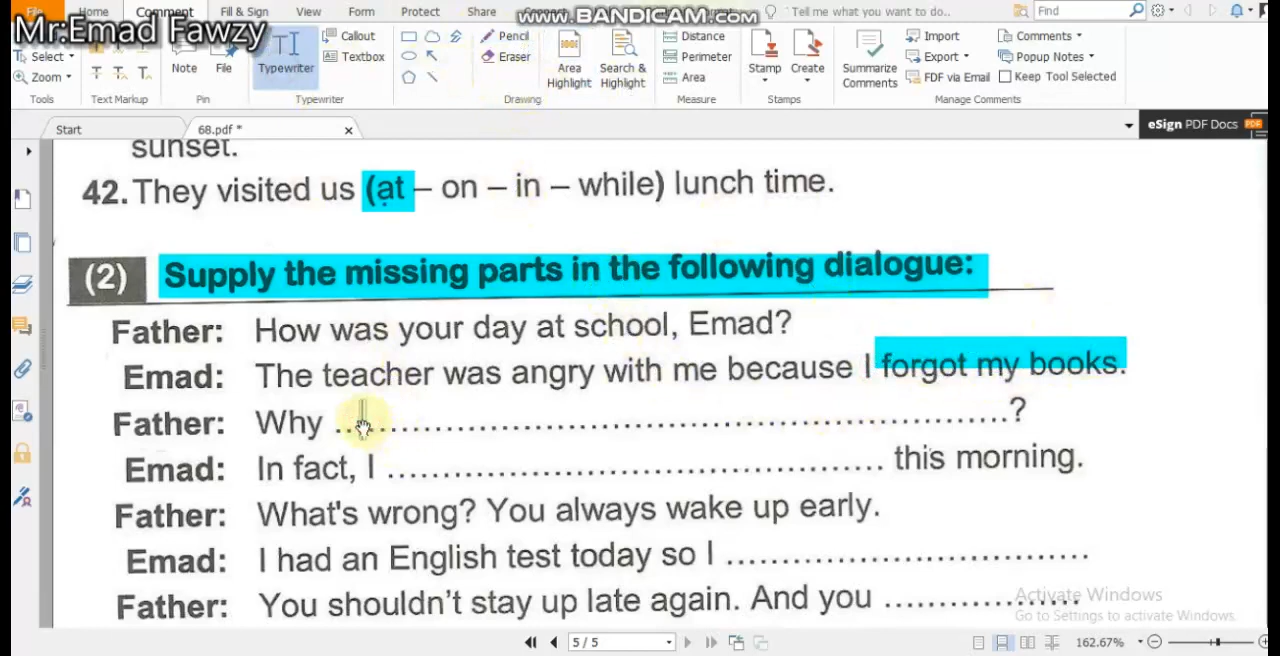 File Home Comment Fill & Sign View Form Protect Share Connect Tell me what you want to do.. Find
WWW.BANDICAM.COM
Mr:Emad Fawzy
Select Zoom Tools
Text Markup
Note File Pin
Typewriter Callout Textbox Typewriter
Pencil Eraser Area Highlight Search & Highlight Drawing
Distance Perimeter Area Measure
Stamp Create Stamps
Summarize Comments Import Export FDF via Email Comments Popup Notes Keep Tool Selected Manage Comments
Start 68.pdf * eSign PDF Docs
sunset.
42. They visited us (at – on – in – while) lunch time.
(2) Supply the missing parts in the following dialogue:
Father: How was your day at school, Emad?
Emad: The teacher was angry with me because I forgot my books.
Father: Why ..............................................................?
Emad: In fact, I .............................................. this morning.
Father: What's wrong? You always wake up early.
Emad: I had an English test today so I ..................................
Father: You shouldn't stay up late again. And you ..................
Activate Windows
Go to Settings to activate Windows.
5 / 5 162.67%